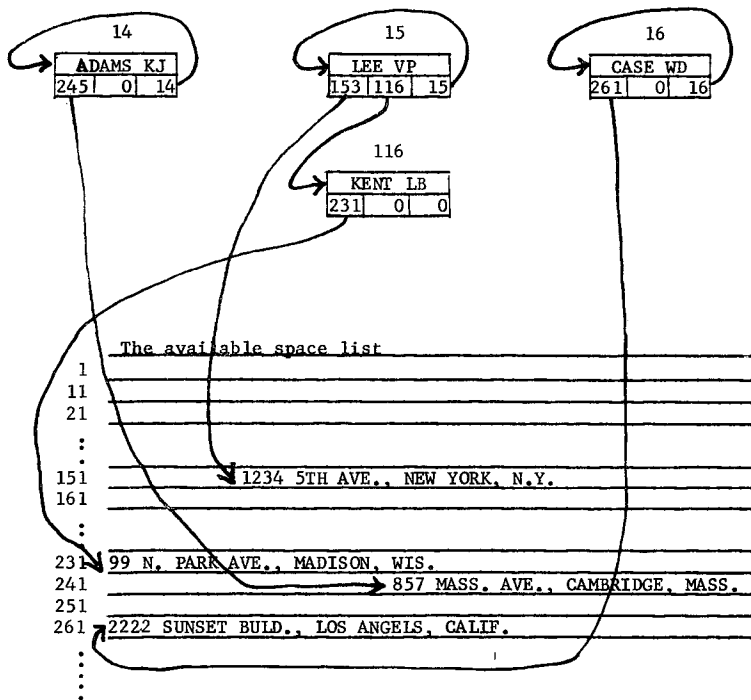 14 15 16
ADAMS KJ LEE VP CASE WD
245 0 14 153 116 15 261 0 16
116
KENT LB
231 0 0
The available space list
1
11
21
:
151 1234 5TH AVE., NEW YORK, N.Y.
161
:
231 99 N. PARK AVE., MADISON, WIS.
241 857 MASS. AVE., CAMBRIDGE, MASS.
251
261 2222 SUNSET BULD., LOS ANGELS, CALIF.
: